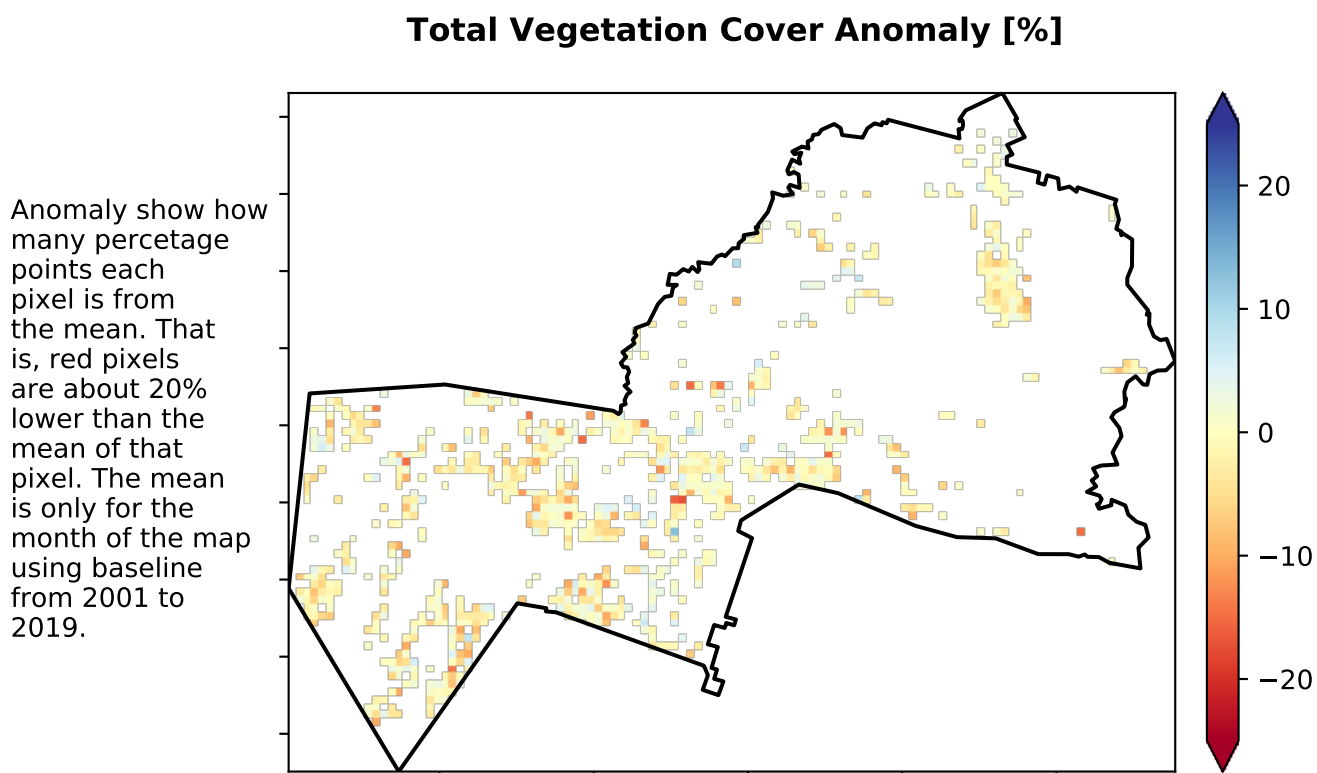 Total Vegetation Cover Anomaly [%]
Anomaly show how
many percetage
points each
pixel is from
the mean. That
is, red pixels
are about 20%
lower than the
mean of that
pixel. The mean
is only for the
month of the map
using baseline
from 2001 to
2019.
20
10
0
−10
−20